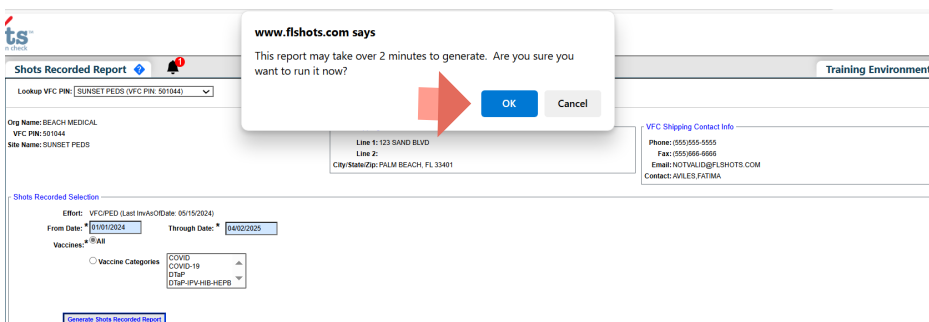 ts
n check
www.flshots.com says
This report may take over 2 minutes to generate. Are you sure you
want to run it now?
OK Cancel
Shots Recorded Report ? 1 Training Environment
Lookup VFC PIN: SUNSET PEDS (VFC PIN: 501044)
Org Name: BEACH MEDICAL
VFC PIN: 501044
Site Name: SUNSET PEDS
Line 1: 123 SAND BLVD
Line 2:
City/State/Zip: PALM BEACH, FL 33401
VFC Shipping Contact Info
Phone: (555)555-5555
Fax: (555)666-6666
Email: NOTVALID@FLSHOTS.COM
Contact: AVILES,FATIMA
Shots Recorded Selection
Effort: VFC/PED (Last InvAsOfDate: 05/15/2024)
From Date: * 01/01/2024 Through Date: * 04/02/2025
Vaccines:* All
Vaccine Categories COVID
COVID-19
DTaP
DTaP-IPV-HIB-HEPB
Generate Shots Recorded Report